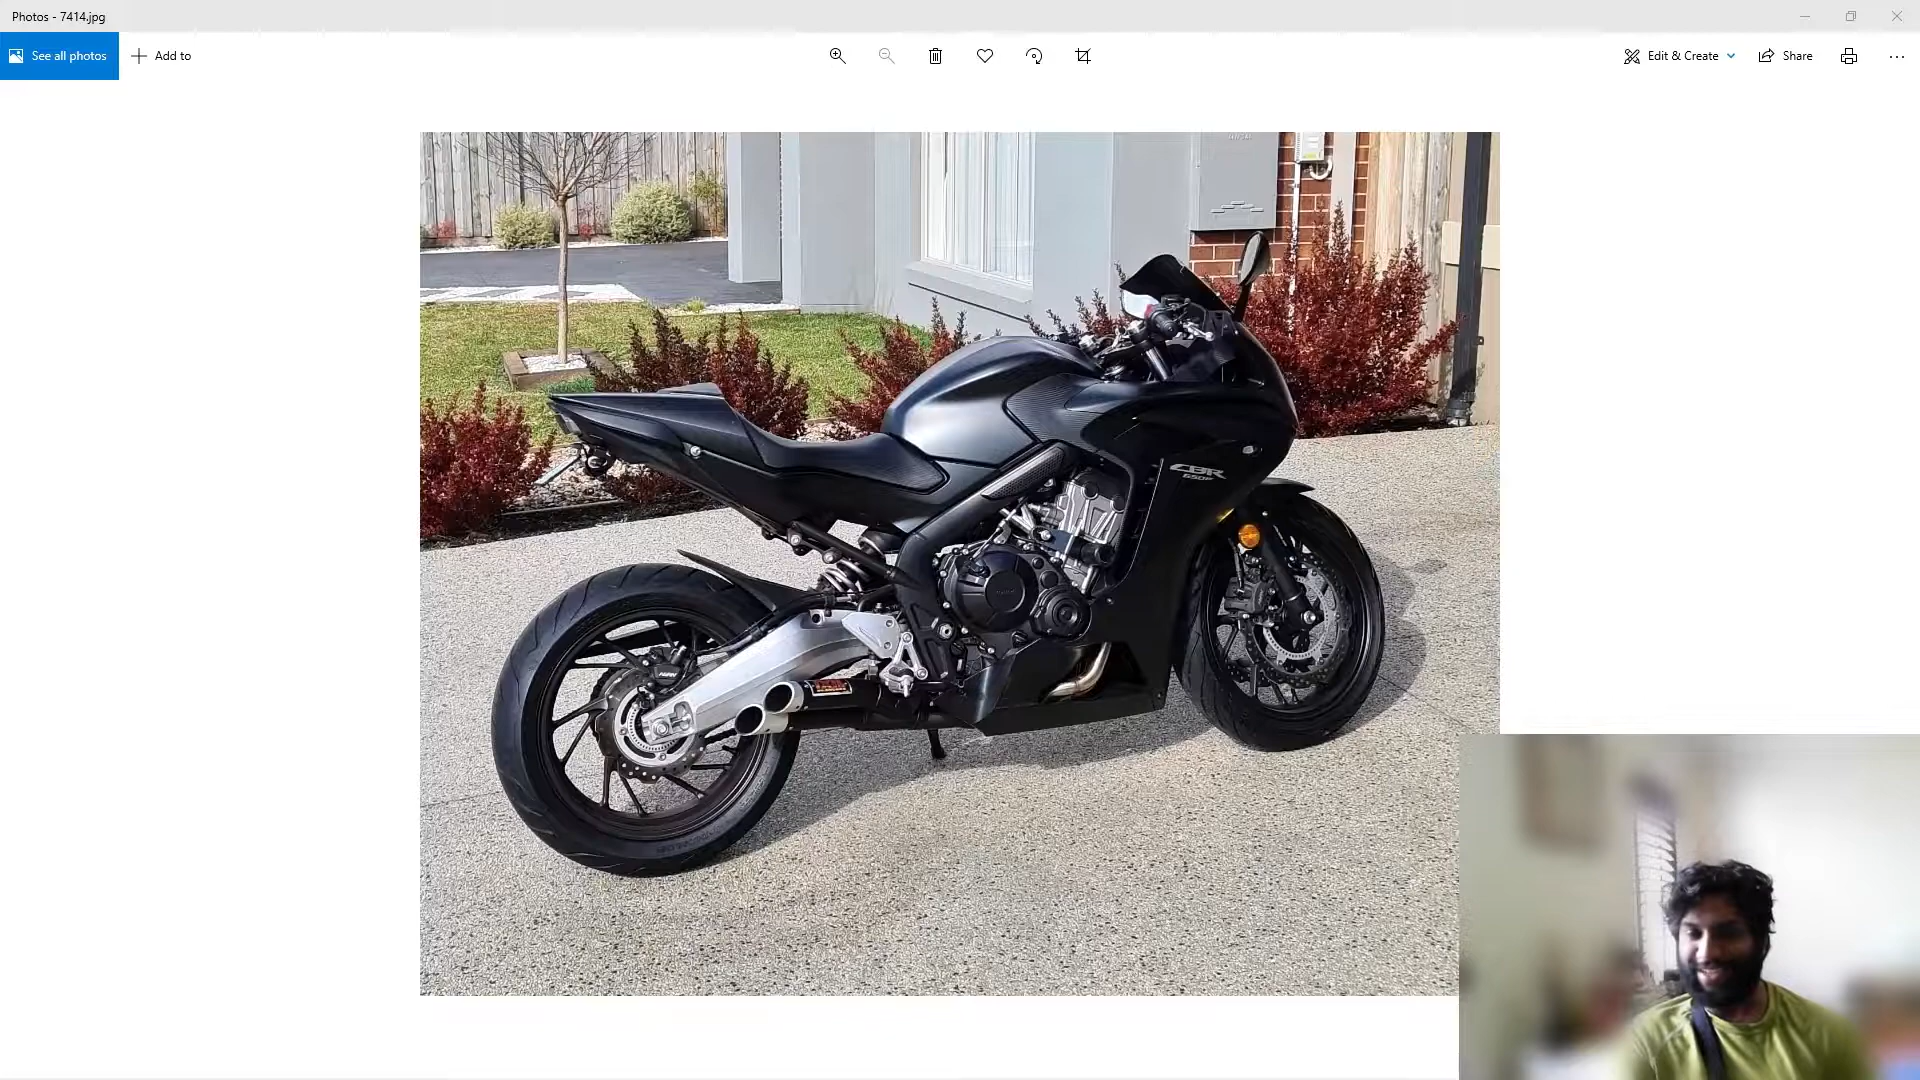 Photos - 7414.jpg
See all photos
Add to
Edit & Create
Share
CBR
650F